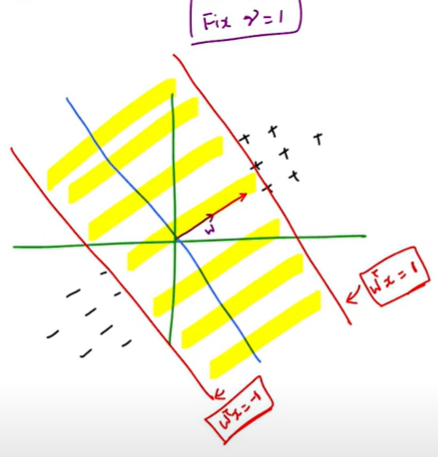 Fix γ=1
w
wᵀx = 1
wᵀx = -1